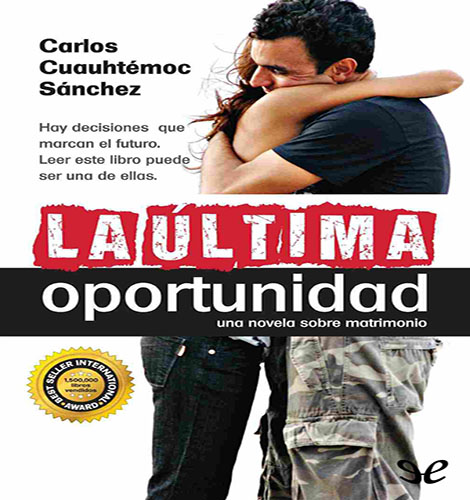 Carlos
Cuauhtémoc
Sánchez
Hay decisiones que
marcan el futuro.
Leer este libro puede
ser una de ellas.
LA ÚLTIMA
oportunidad
una novela sobre matrimonio
BEST SELLER INTERNATIONAL
1,500,000
libros
vendidos
AWARD